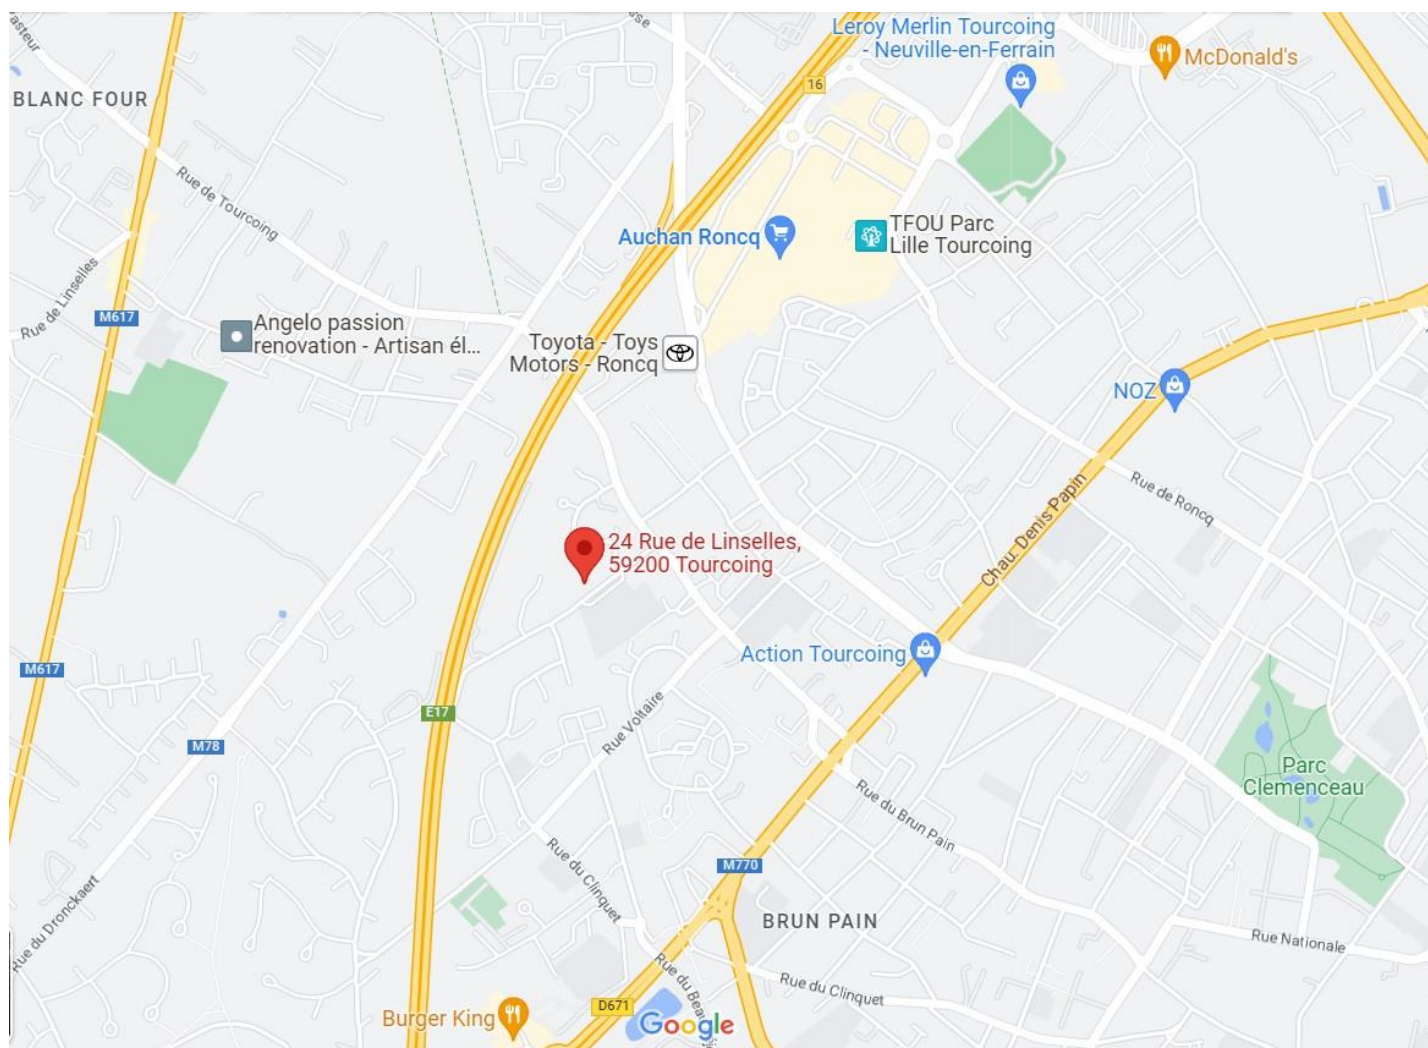 asteur
Leroy Merlin Tourcoing
- Neuville-en-Ferrain
McDonald's
16
BLANC FOUR
Rue de Tourcoing
Auchan Roncq
TFOU Parc
Lille Tourcoing
Rue de Linselles
M617
Angelo passion
renovation - Artisan él...
Toyota - Toys
Motors - Roncq
NOZ
Rue de Roncq
Chau. Denis Papin
24 Rue de Linselles,
59200 Tourcoing
Action Tourcoing
M617
E17
M78
Rue Voltaire
Parc
Clemenceau
Rue du Brun Pain
M770
Rue du Clinquet
Rue du Dronckaert
BRUN PAIN
Rue Nationale
Rue du Beau
Rue du Clinquet
D671
Burger King
Google